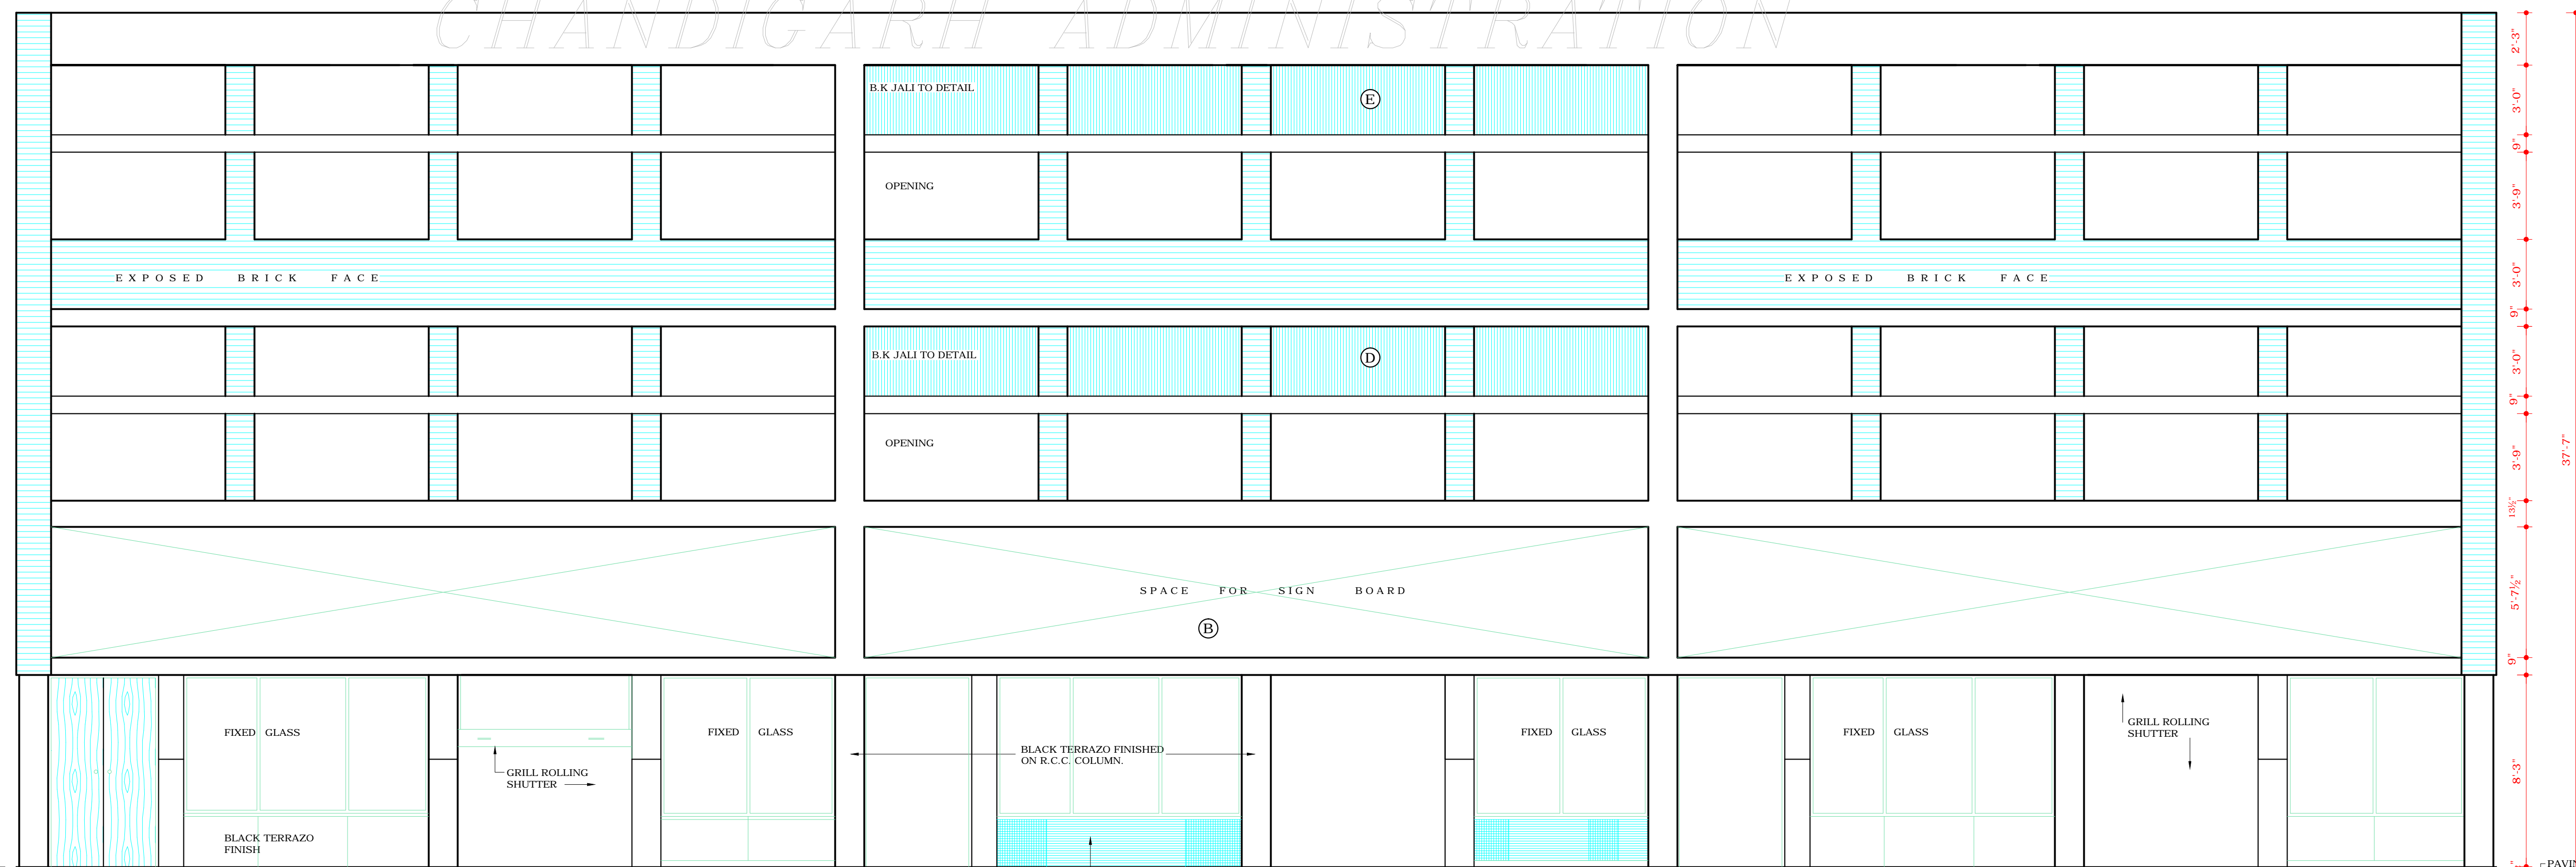 CHANDIGARH ADMINISTRATION
2'-3"
B.K JALI TO DETAIL
E
3'-0"
9"
OPENING
3'-9"
EXPOSED BRICK FACE
EXPOSED BRICK FACE
3'-0"
9"
B.K JALI TO DETAIL
D
3'-0"
9"
OPENING
3'-9"
37'-7"
13½"
SPACE FOR SIGN BOARD
B
5'-7½"
9"
FIXED GLASS
FIXED GLASS
FIXED GLASS
FIXED GLASS
GRILL ROLLING
SHUTTER
BLACK TERRAZO FINISHED
ON R.C.C. COLUMN.
GRILL ROLLING
SHUTTER
8'-3"
BLACK TERRAZO
FINISH